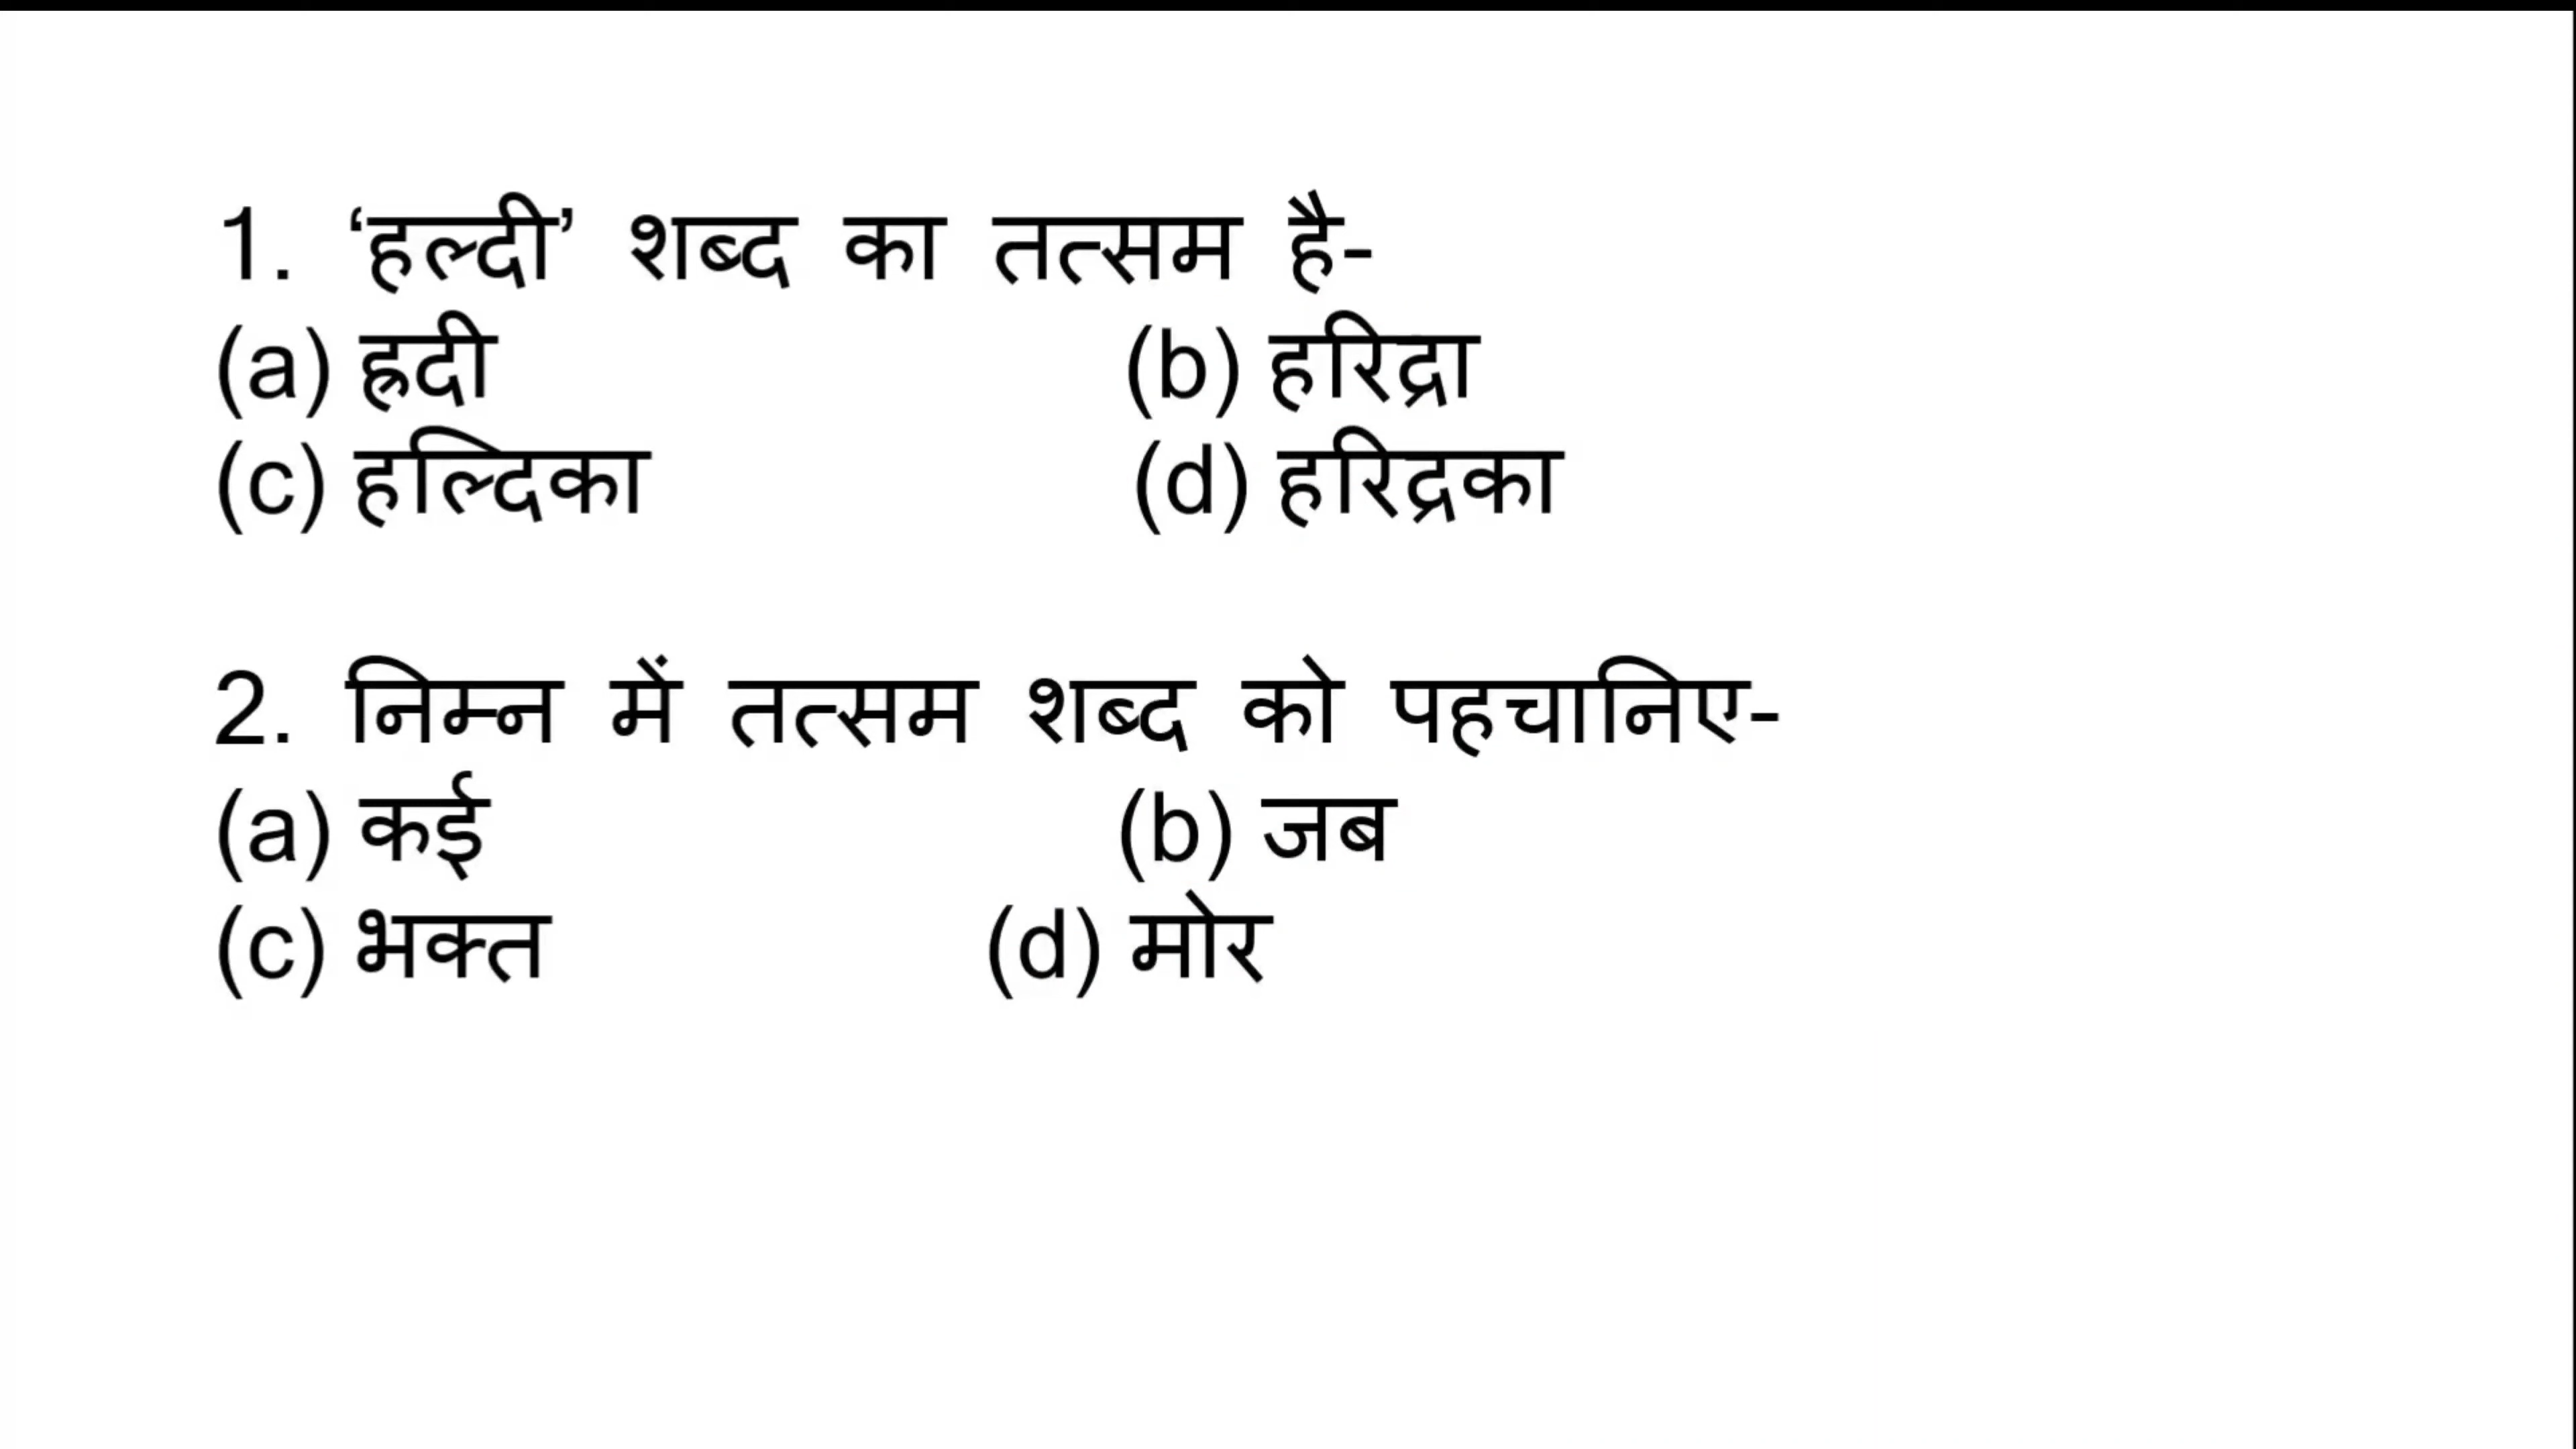 1. ‘हल्दी’ शब्द का तत्सम है-
(a) ह्रदी (b) हरिद्रा
(c) हल्दिका (d) हरिद्रका
2. निम्न में तत्सम शब्द को पहचानिए-
(a) कई (b) जब
(c) भक्त (d) मोर